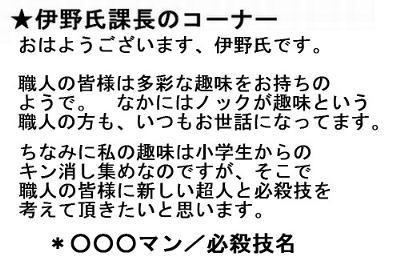 ★伊野氏課長のコーナー
おはようございます、伊野氏です。
職人の皆様は多彩な趣味をお持ちの
ようで。　なかにはノックが趣味という
職人の方も、いつもお世話になってます。
ちなみに私の趣味は小学生からの
キン消し集めなのですが、そこで
職人の皆様に新しい超人と必殺技を
考えて頂きたいと思います。
＊〇〇〇マン／必殺技名